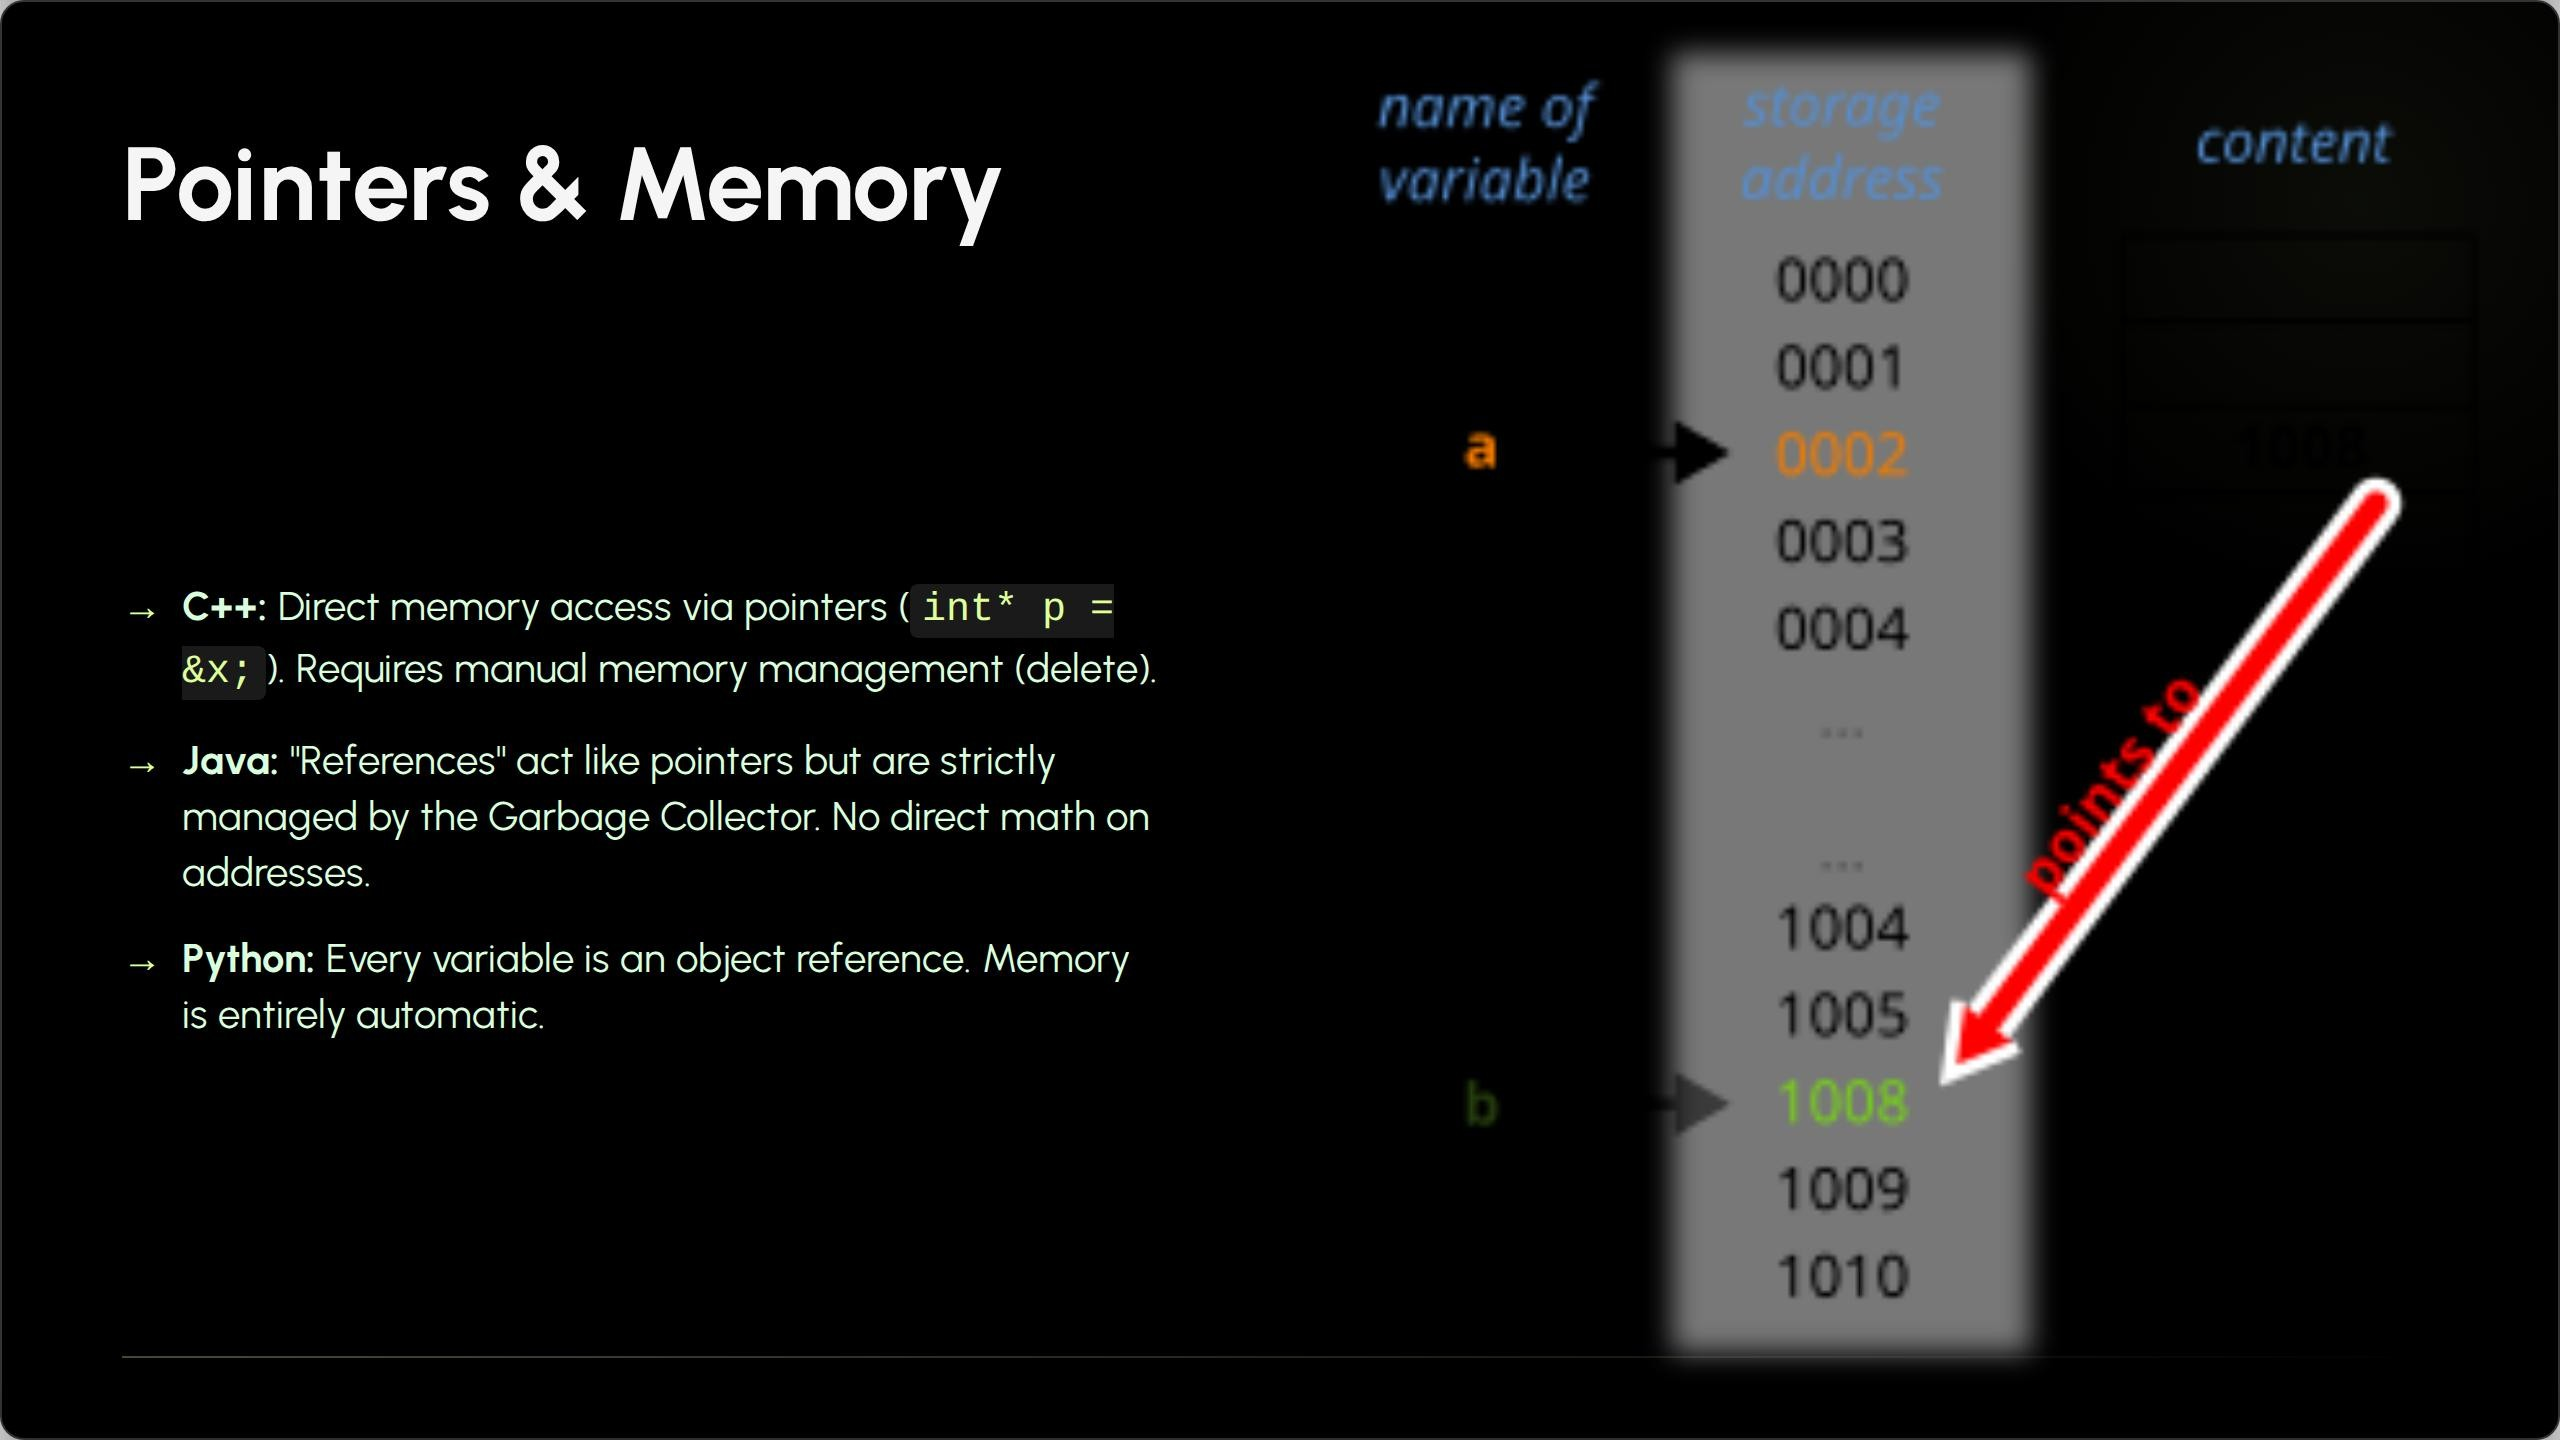 Pointers & Memory
→ C++: Direct memory access via pointers ( int* p =
&x; ). Requires manual memory management (delete).
→ Java: "References" act like pointers but are strictly
managed by the Garbage Collector. No direct math on
addresses.
→ Python: Every variable is an object reference. Memory
is entirely automatic.
name of
variable
storage
address
content
0000
0001
a
0002
1008
0003
0004
...
points to
...
1004
1005
b
1008
1009
1010